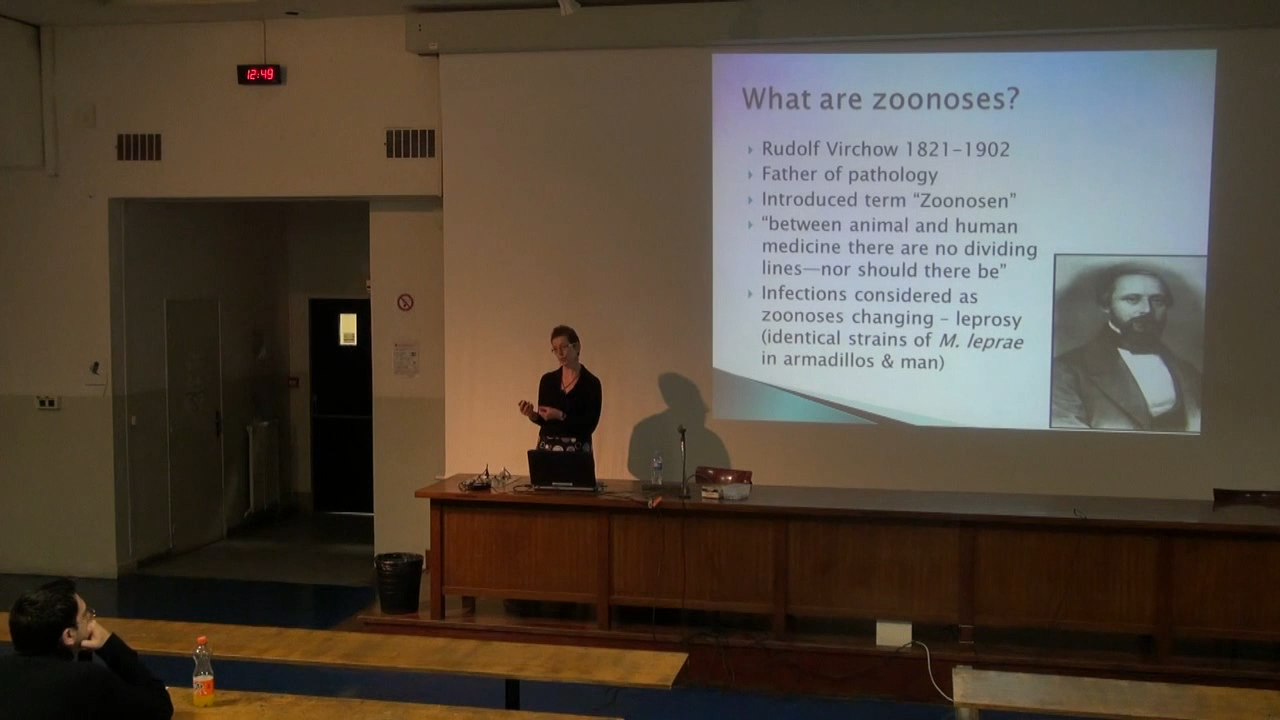 12:49
What are zoonoses?
Rudolf Virchow 1821-1902
Father of pathology
Introduced term “Zoonosen”
“between animal and human
medicine there are no dividing
lines—nor should there be”
Infections considered as
zoonoses changing – leprosy
(identical strains of M. leprae
in armadillos & man)